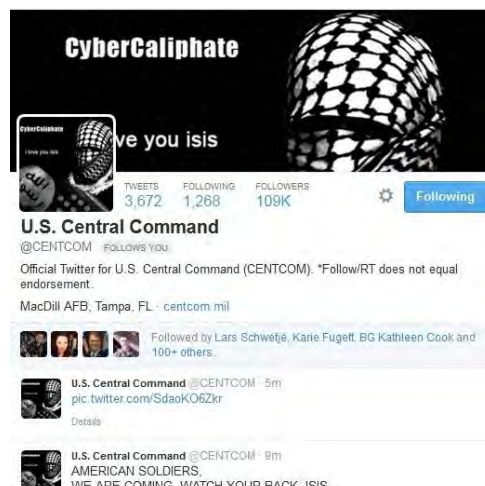 CyberCaliphate
ve you isis
CyberCaliphate
i love you isis
TWEETS FOLLOWING FOLLOWERS
3,672 1,268 109K
Following
U.S. Central Command
@CENTCOM FOLLOWS YOU
Official Twitter for U.S. Central Command (CENTCOM). *Follow/RT does not equal
endorsement.
MacDill AFB, Tampa, FL · centcom.mil
Followed by Lars Schwetje, Karie Fugett, BG Kathleen Cook and
100+ others.
U.S. Central Command @CENTCOM · 5m
pic.twitter.com/SdaoKO6Zkr
Details
U.S. Central Command @CENTCOM · 9m
AMERICAN SOLDIERS,
WE ARE COMING, WATCH YOUR BACK. ISIS